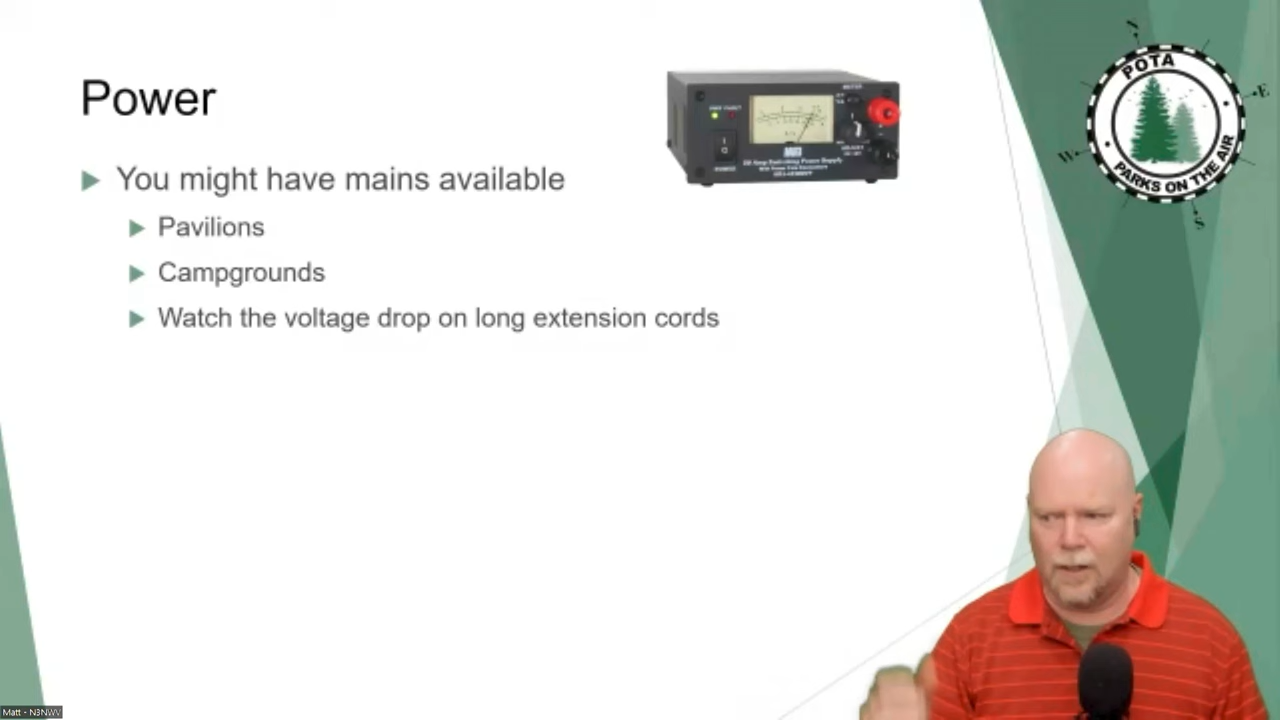 Power
You might have mains available
Pavilions
Campgrounds
Watch the voltage drop on long extension cords
POTA
PARKS ON THE AIR
N
E
W
S
POWER
Matt - N3NWV